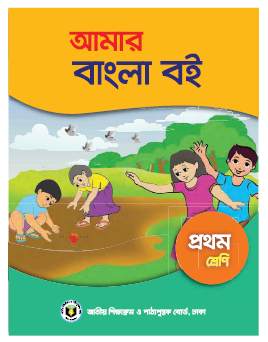 আমার
বাংলা বই
প্রথম
শ্রেণি
জাতীয় শিক্ষাক্রম ও পাঠ্যপুস্তক বোর্ড, ঢাকা